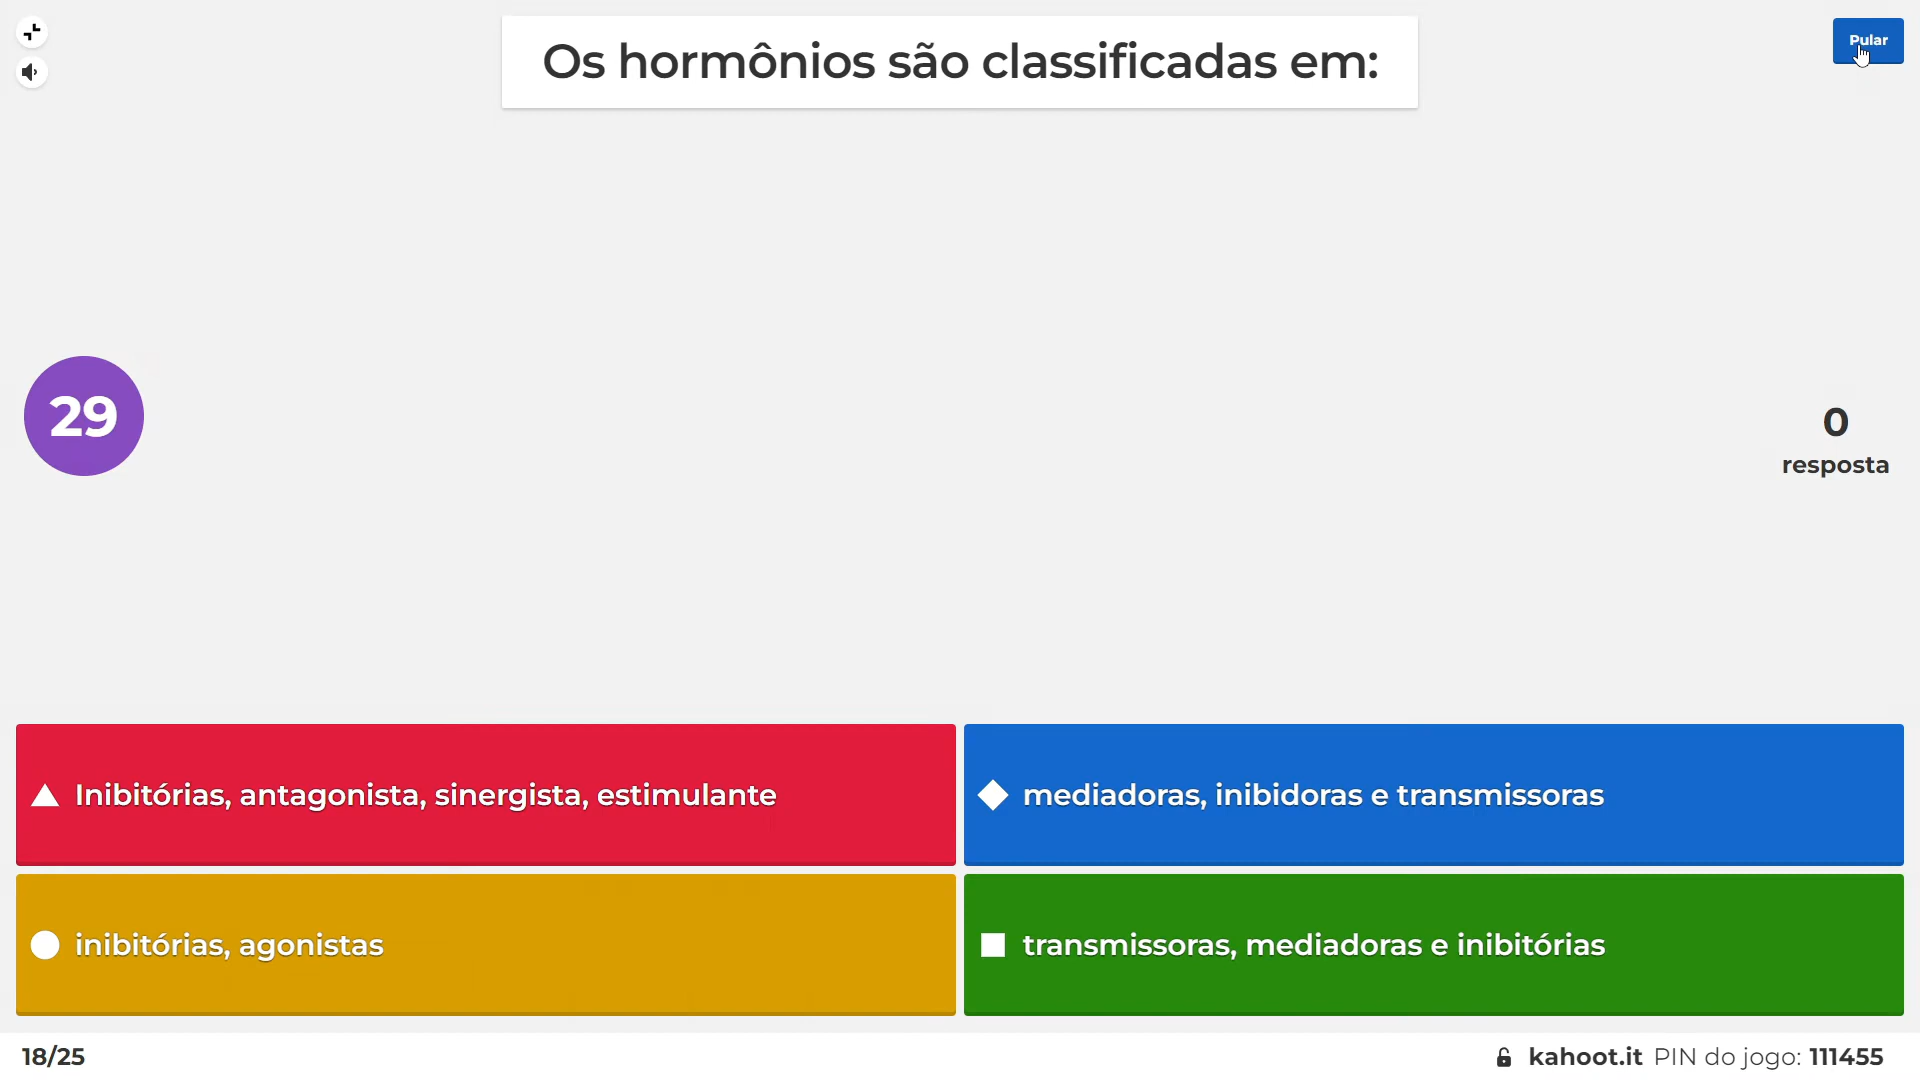 Os hormônios são classificadas em:
Pular
29
0
resposta
Inibitórias, antagonista, sinergista, estimulante
mediadoras, inibidoras e transmissoras
inibitórias, agonistas
transmissoras, mediadoras e inibitórias
18/25
kahoot.it PIN do jogo: 111455